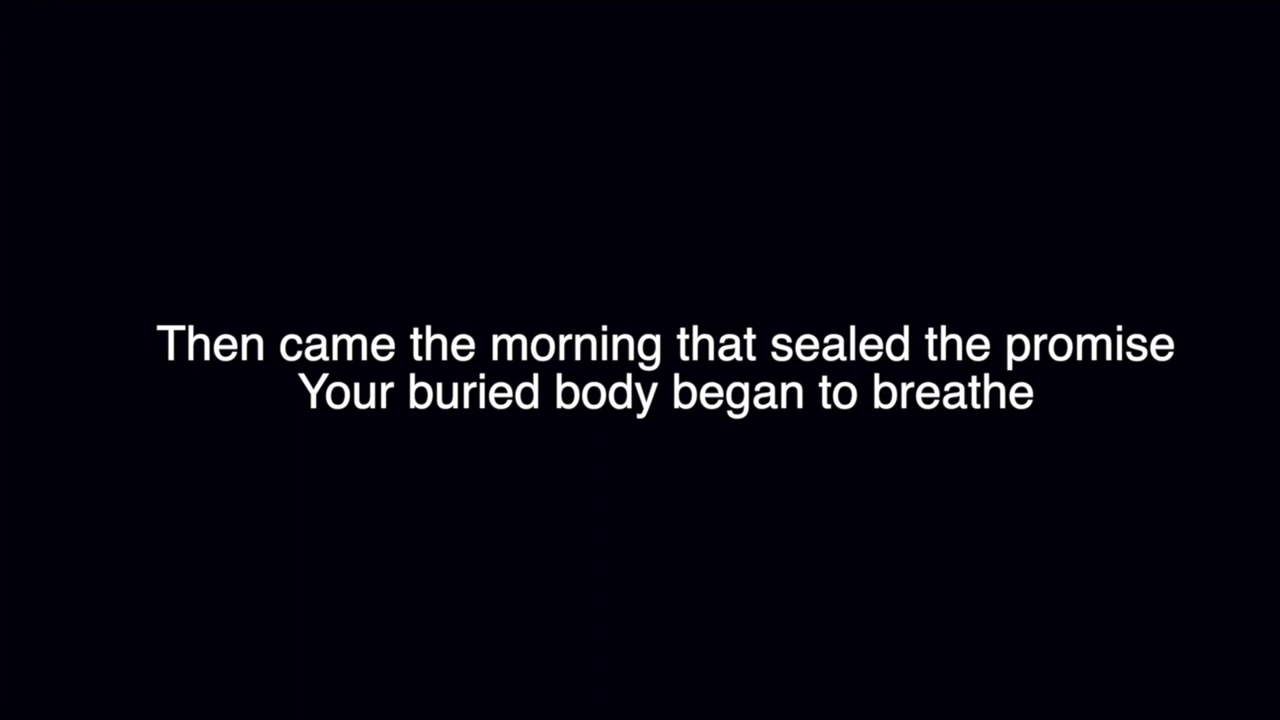 Then came the morning that sealed the promise
Your buried body began to breathe